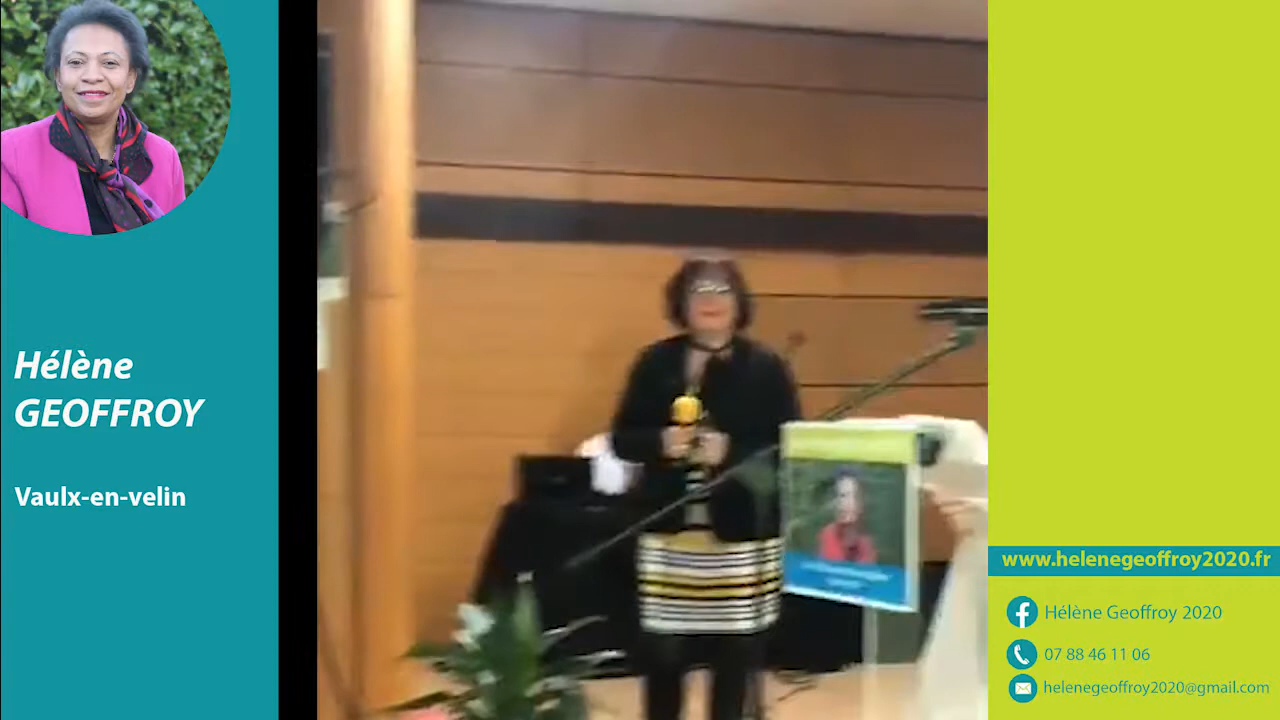 Hélène
GEOFFROY
Vaulx-en-velin
www.helenegeoffroy2020.fr
Hélène Geoffroy 2020
07 88 46 11 06
helenegeoffroy2020@gmail.com